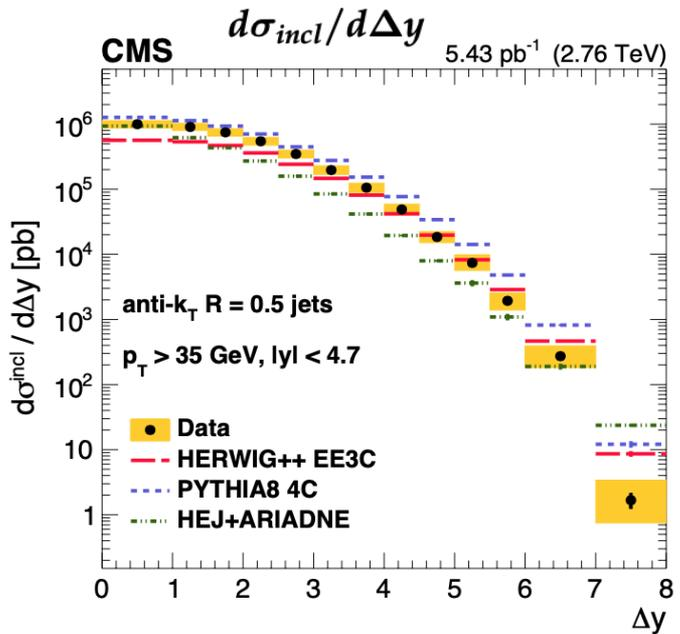 dσ_incl/dΔy
CMS 5.43 pb⁻¹ (2.76 TeV)
dσ^incl / dΔy [pb]
10⁶
10⁵
10⁴
10³
10²
10
1
anti-k_T R = 0.5 jets
p_T > 35 GeV, |y| < 4.7
Data
HERWIG++ EE3C
PYTHIA8 4C
HEJ+ARIADNE
0 1 2 3 4 5 6 7 8
Δy